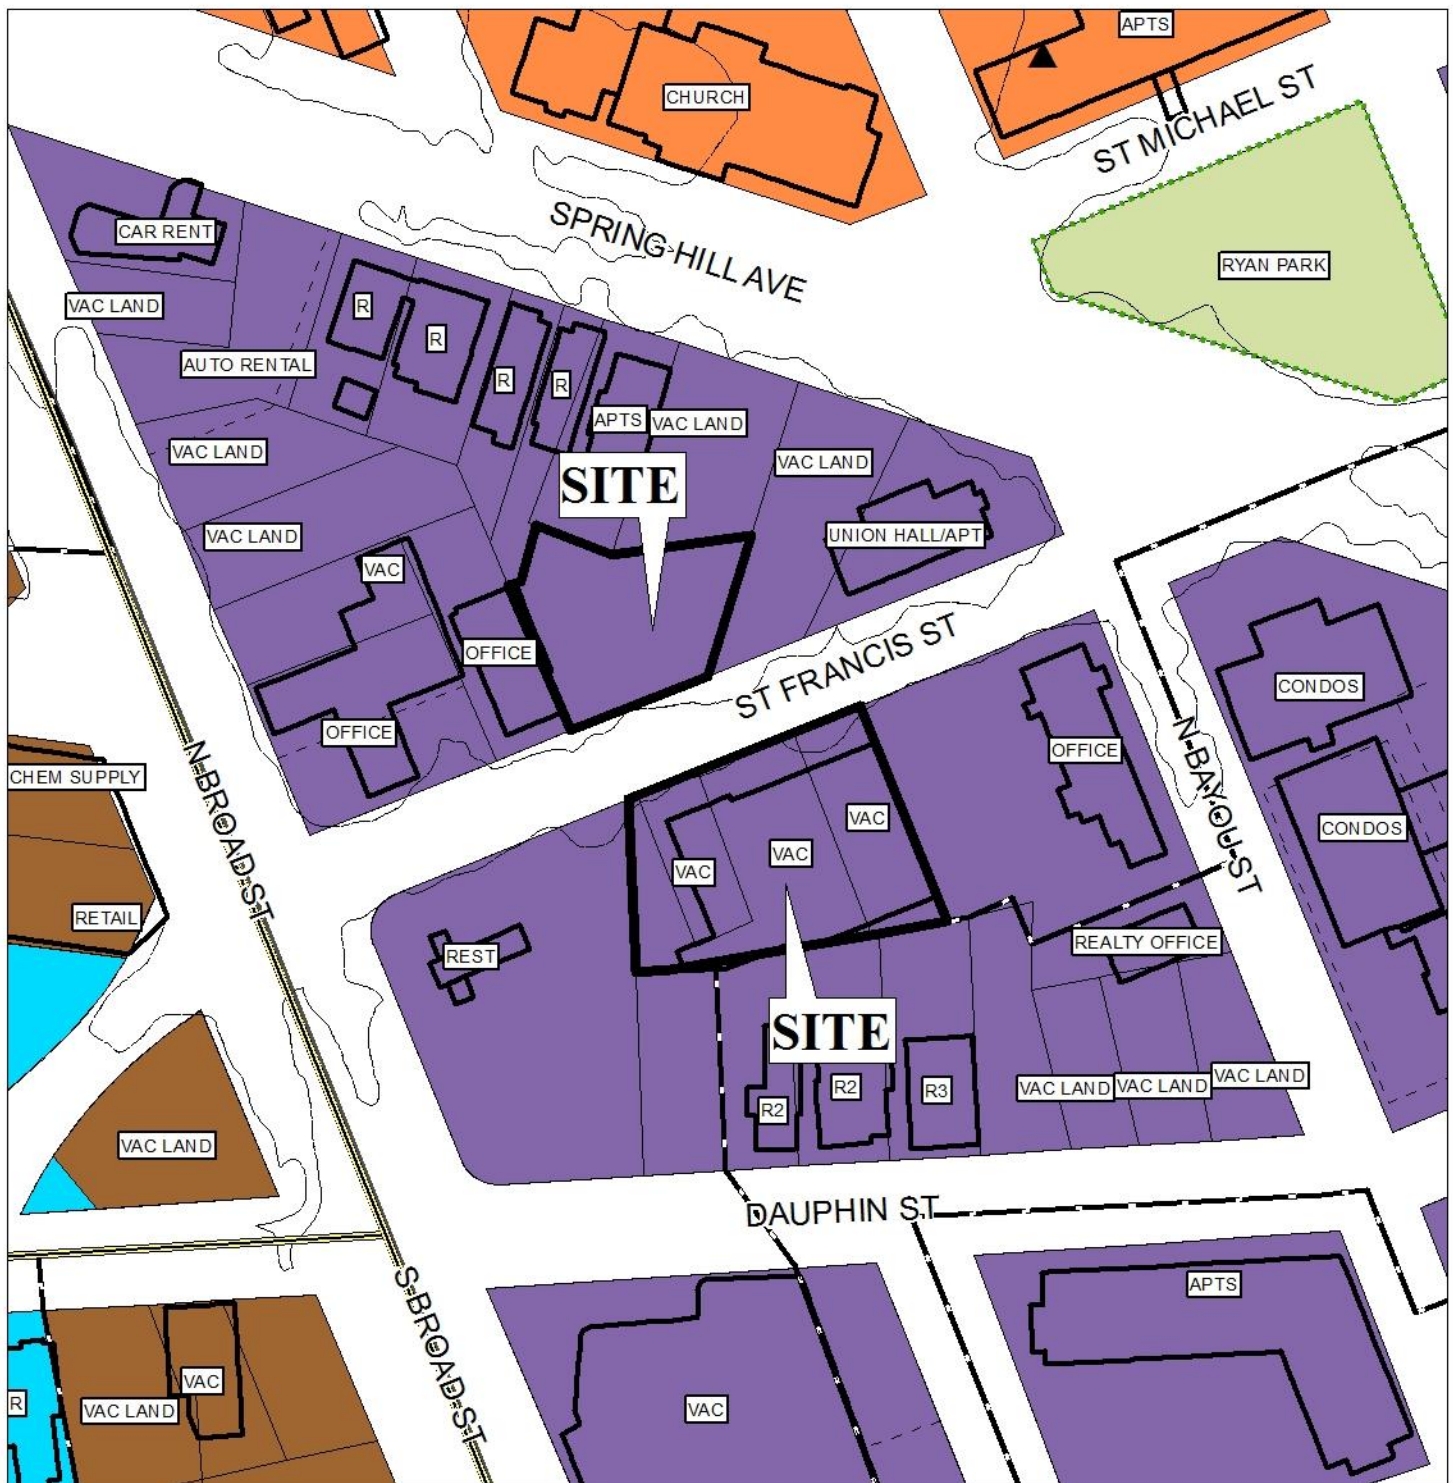 APTS
CHURCH
ST MICHAEL ST
SPRING HILL AVE
CAR RENT
RYAN PARK
VAC LAND
R
R
AUTO RENTAL
R
R
APTS
VAC LAND
VAC LAND
VAC LAND
SITE
VAC LAND
UNION HALL/APT
VAC
OFFICE
ST FRANCIS ST
CONDOS
OFFICE
OFFICE
N BAYOU ST
CHEM SUPPLY
N BROAD ST
VAC
CONDOS
VAC
VAC
RETAIL
REST
REALTY OFFICE
SITE
R2
R2
R3
VAC LAND
VAC LAND
VAC LAND
VAC LAND
DAUPHIN ST
S BROAD ST
APTS
VAC
R
VAC LAND
VAC